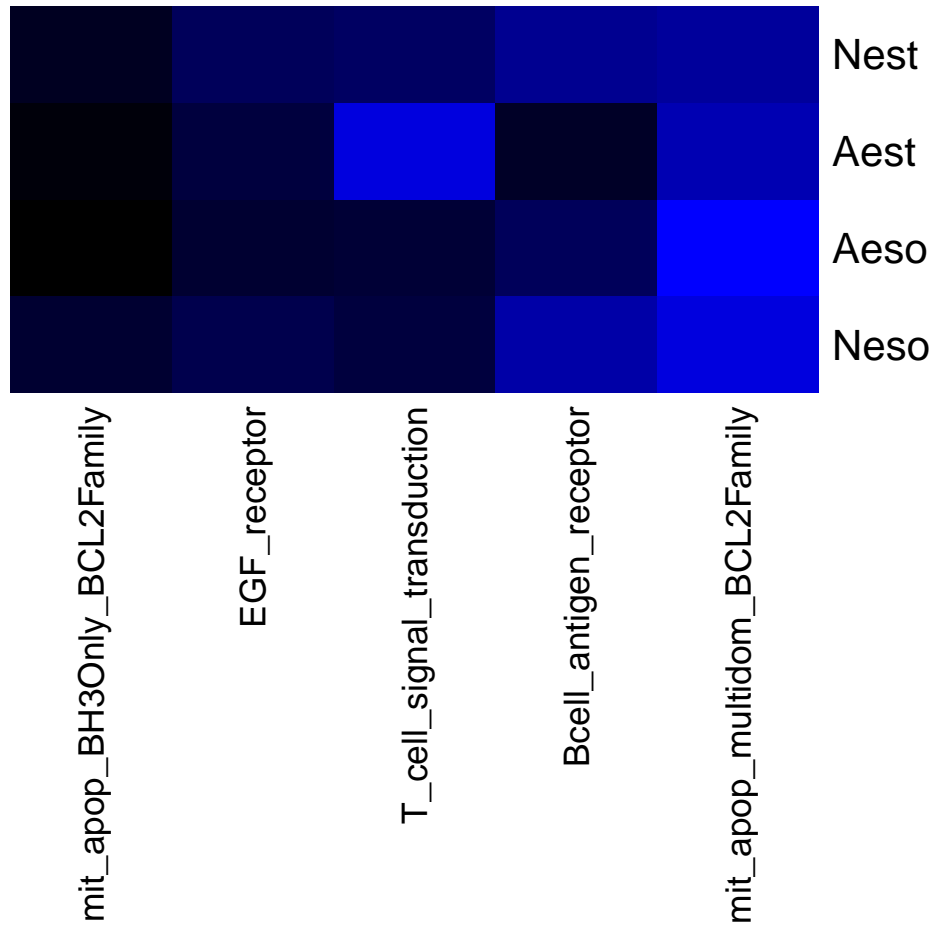 Nest
Aest
Aeso
Neso
mit_apop_BH3Only_BCL2Family
EGF_receptor
T_cell_signal_transduction
Bcell_antigen_receptor
mit_apop_multidom_BCL2Family